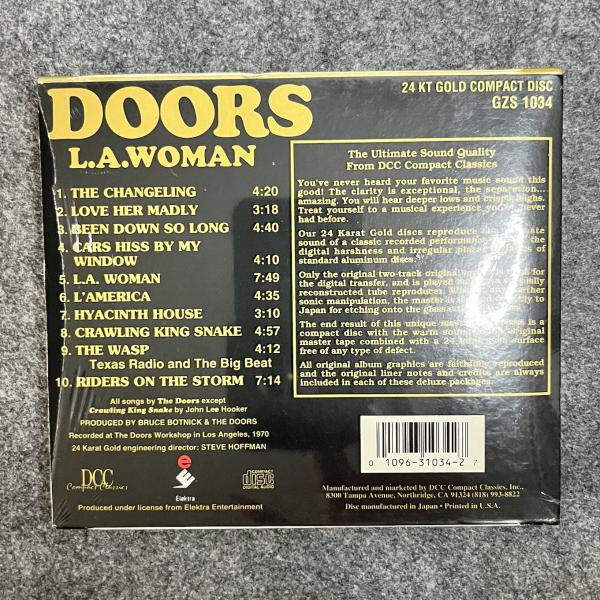 24 KT GOLD COMPACT DISC
GZS 1034
DOORS
L.A.WOMAN
1. THE CHANGELING 4:20
2. LOVE HER MADLY 3:18
3. BEEN DOWN SO LONG 4:40
4. CARS HISS BY MY
WINDOW 4:10
5. L.A. WOMAN 7:49
6. L'AMERICA 4:35
7. HYACINTH HOUSE 3:10
8. CRAWLING KING SNAKE 4:57
9. THE WASP 4:12
Texas Radio and The Big Beat
10. RIDERS ON THE STORM 7:14
All songs by The Doors except
Crawling King Snake by John Lee Hooker
PRODUCED BY BRUCE BOTNICK & THE DOORS
Recorded at The Doors Workshop in Los Angeles, 1970
24 Karat Gold engineering director: STEVE HOFFMAN
DCC
Compact Classics
e
Elektra
COMPACT
disc
DIGITAL AUDIO
Produced under license from Elektra Entertainment
The Ultimate Sound Quality
From DCC Compact Classics
You've never heard your favorite music sound this
good! The clarity is exceptional, the separation...
amazing. You will hear deeper lows and crisper highs.
Treat yourself to a musical experience you've never
had before.
Our 24 Karat Gold discs reproduce the
sound of a classic recorded performance the
digital harshness and irregular of
standard aluminum discs.
Only the original two-track original for
the digital transfer, and is played
reconstructed tube reproducer. further
sonic manipulation, the master is to
Japan for etching onto the glass
The end result of this unique is a
compact disc with the warm original
master tape combined with a 24 surface
free of any type of defect.
All original album graphics are faithfully reproduced
and the original liner notes and credits are always
included in each of these deluxe packages.
0 1096-31034-2 7
Manufactured and marketed by DCC Compact Classics, Inc..
8300 Tampa Avenue, Northridge, CA 91324 (818) 993-8822
Disc manufactured in Japan • Printed in U.S.A.